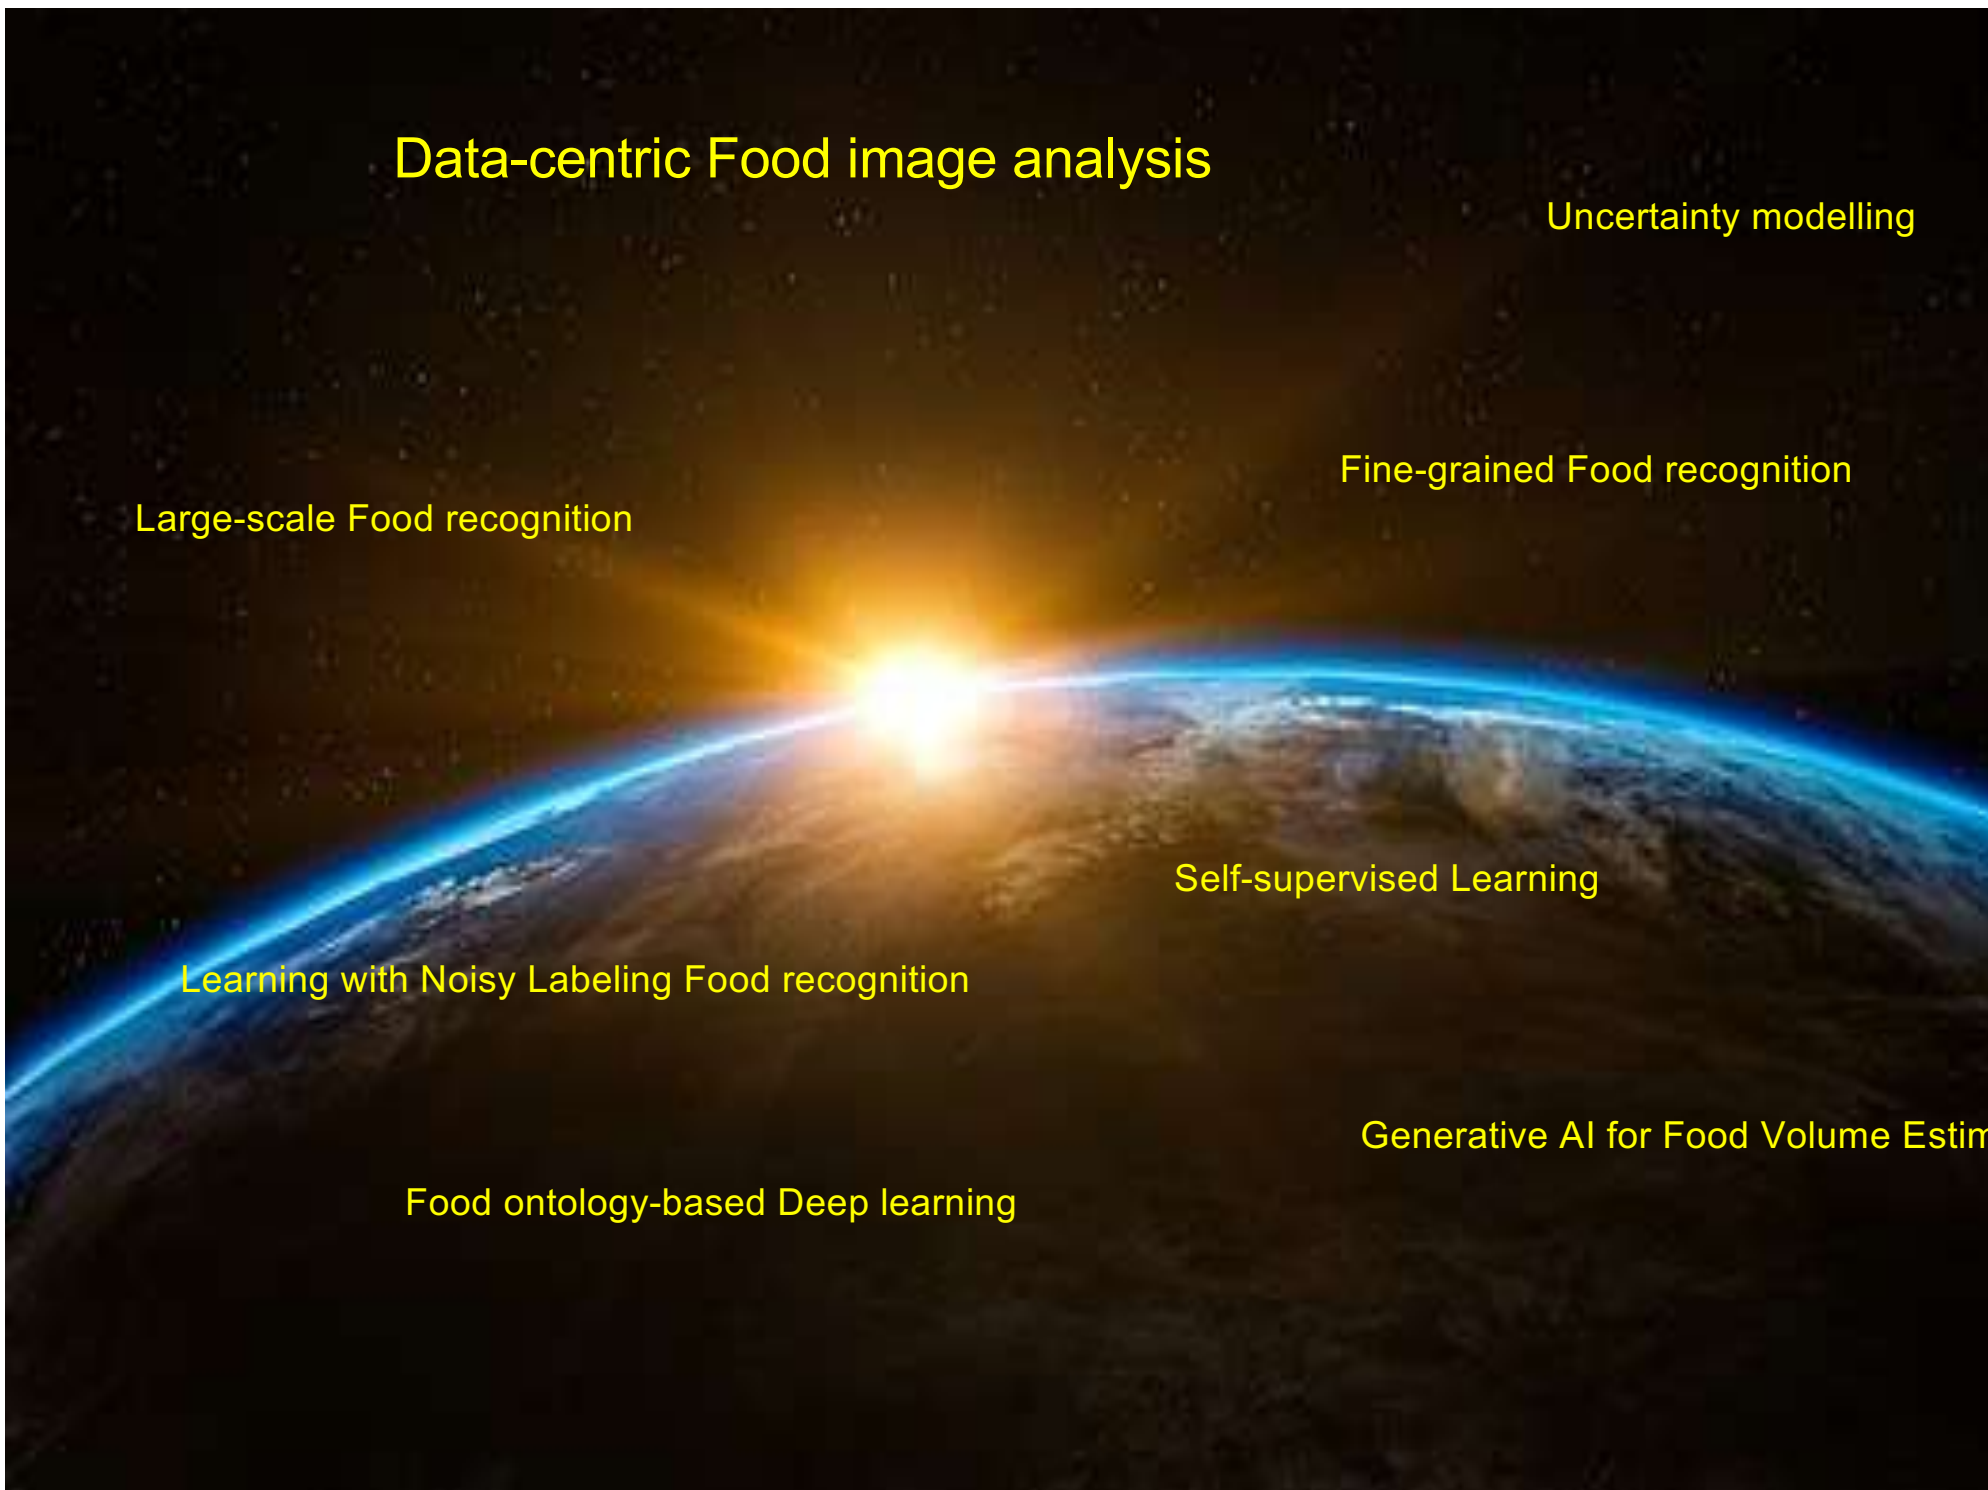 Data-centric Food image analysis
Uncertainty modelling
Fine-grained Food recognition
Large-scale Food recognition
Self-supervised Learning
Learning with Noisy Labeling Food recognition
Generative AI for Food Volume
Food ontology-based Deep learning